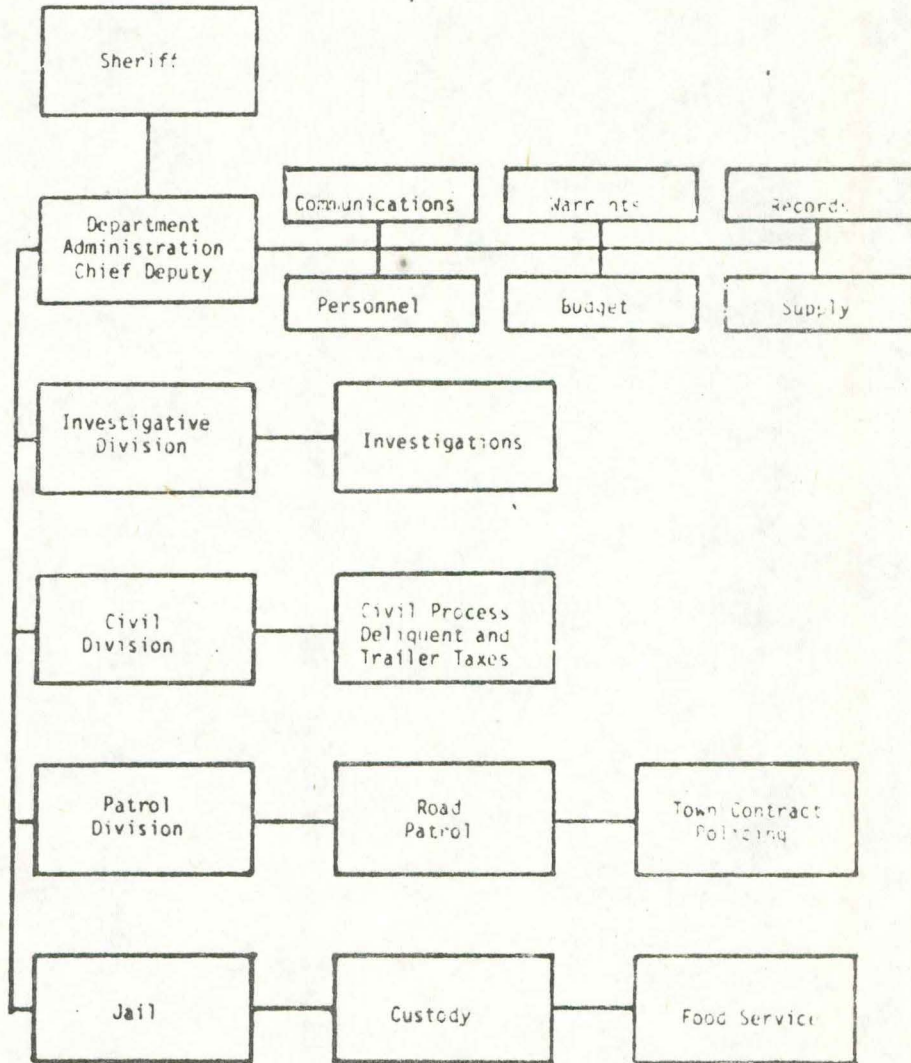 Sheriff
Communications
Warrants
Records
Department
Administration
Chief Deputy
Personnel
Budget
Supply
Investigative
Division
Investigations
Civil
Division
Civil Process
Deliquent and
Trailer Taxes
Patrol
Division
Road
Patrol
Town Contract
Policing
Jail
Custody
Food Service